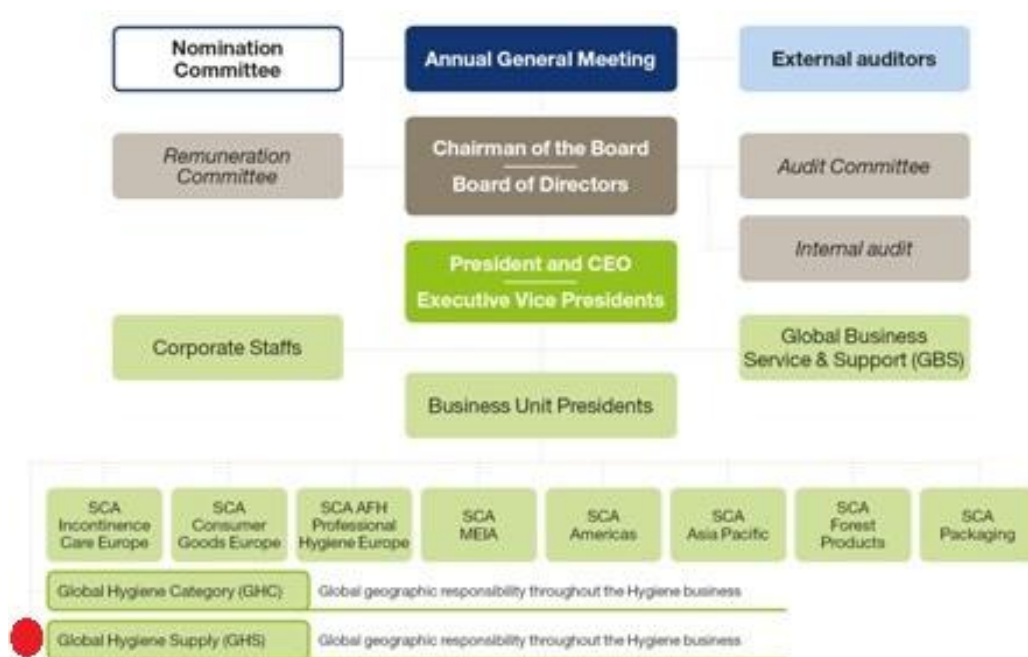 Nomination
Committee
Annual General Meeting
External auditors
Remuneration
Committee
Chairman of the Board
Board of Directors
Audit Committee
Internal audit
President and CEO
Executive Vice Presidents
Corporate Staffs
Global Business
Service & Support (GBS)
Business Unit Presidents
SCA
Incontinence
Care Europe
SCA
Consumer
Goods Europe
SCA AFH
Professional
Hygiene Europe
SCA
MEIA
SCA
Americas
SCA
Asia Pacific
SCA
Forest
Products
SCA
Packaging
Global Hygiene Category (GHC)
Global geographic responsibility throughout the Hygiene business
Global Hygiene Supply (GHS)
Global geographic responsibility throughout the Hygiene business